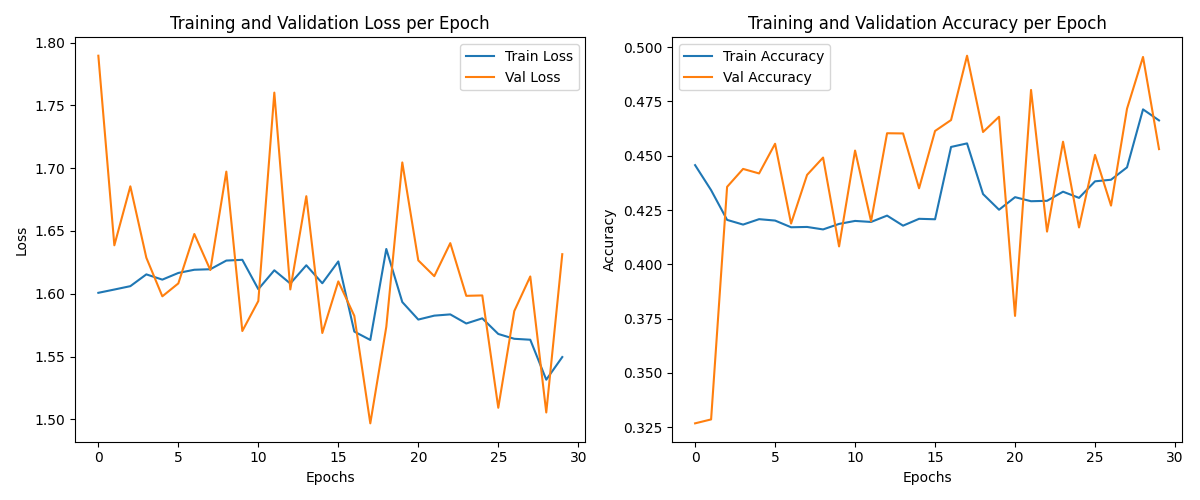 Training and Validation Loss per Epoch
Train Loss
Val Loss
1.80
1.75
1.70
1.65
1.60
1.55
1.50
Loss
0
5
10
15
20
25
30
Epochs
Training and Validation Accuracy per Epoch
Train Accuracy
Val Accuracy
0.500
0.475
0.450
0.425
0.400
0.375
0.350
0.325
Accuracy
0
5
10
15
20
25
30
Epochs